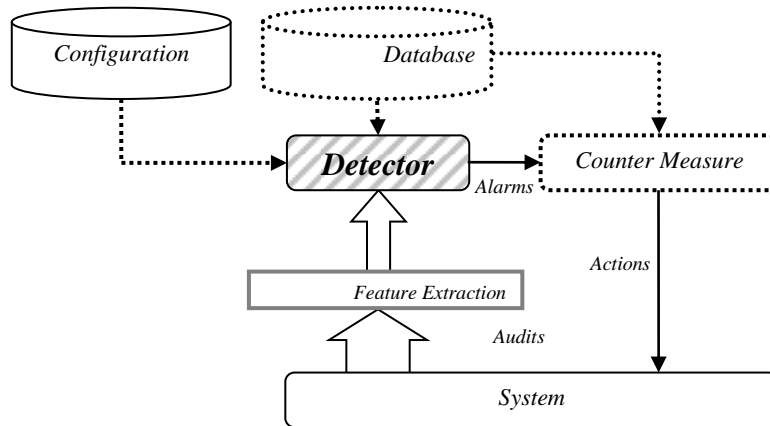 Configuration
Database
Detector
Counter Measure
Alarms
Actions
Feature Extraction
Audits
System